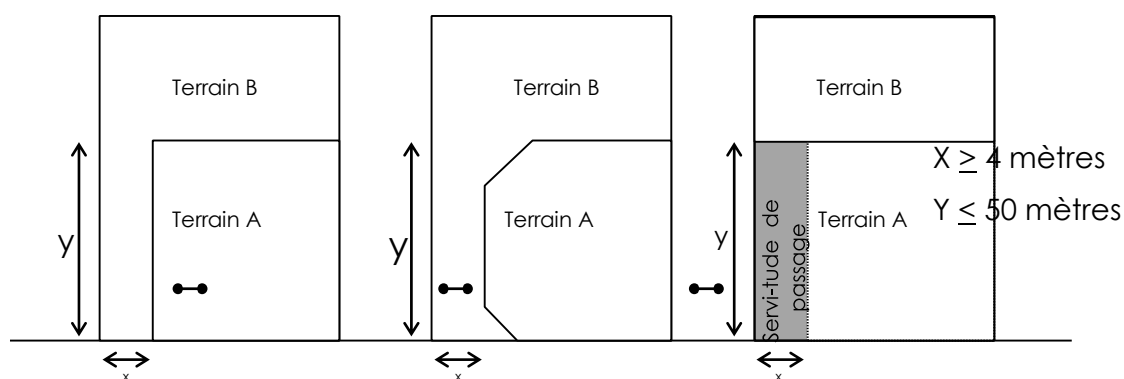 Terrain B
Terrain B
Terrain B
X ≥ 4 mètres
Y ≤ 50 mètres
Terrain A
Terrain A
Terrain A
y
y
y
Servi-tude de
passage
x
x
x